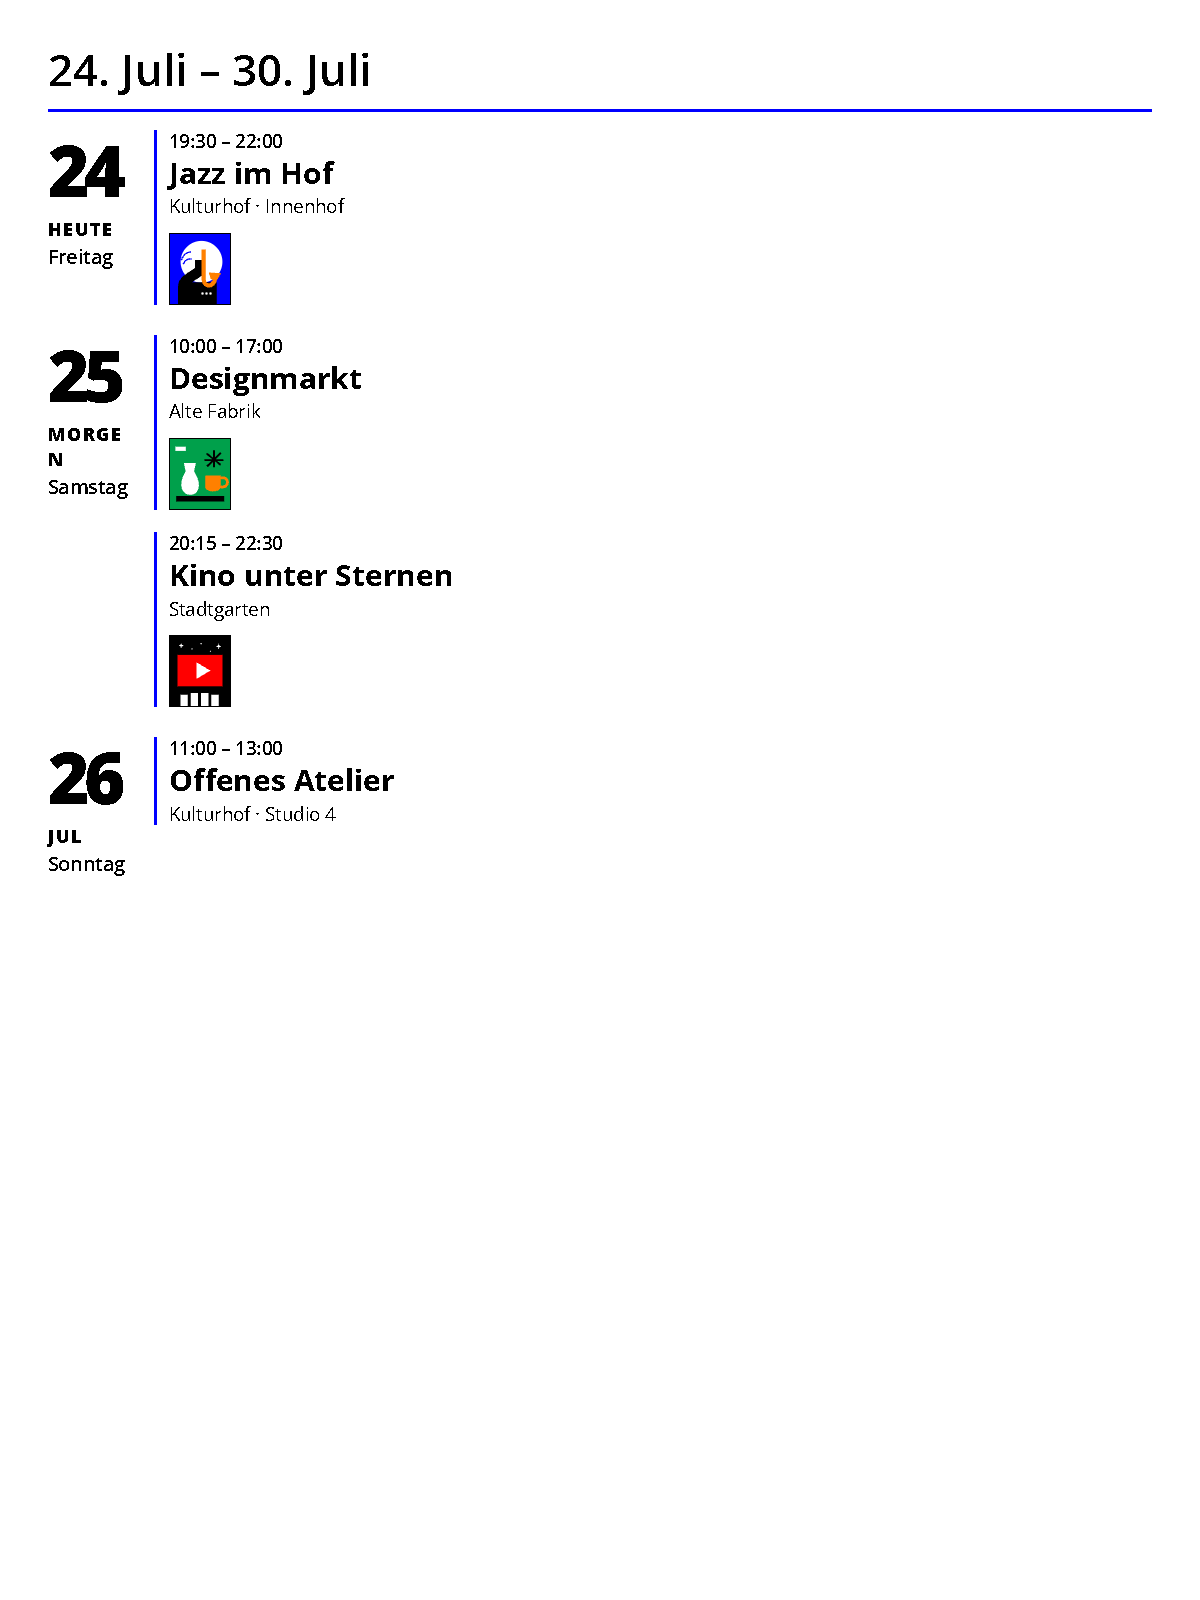 24. Juli – 30. Juli
24
HEUTE
Freitag
19:30 – 22:00
Jazz im Hof
Kulturhof · Innenhof
25
MORGE
N
Samstag
10:00 – 17:00
Designmarkt
Alte Fabrik
20:15 – 22:30
Kino unter Sternen
Stadtgarten
26
JUL
Sonntag
11:00 – 13:00
Offenes Atelier
Kulturhof · Studio 4